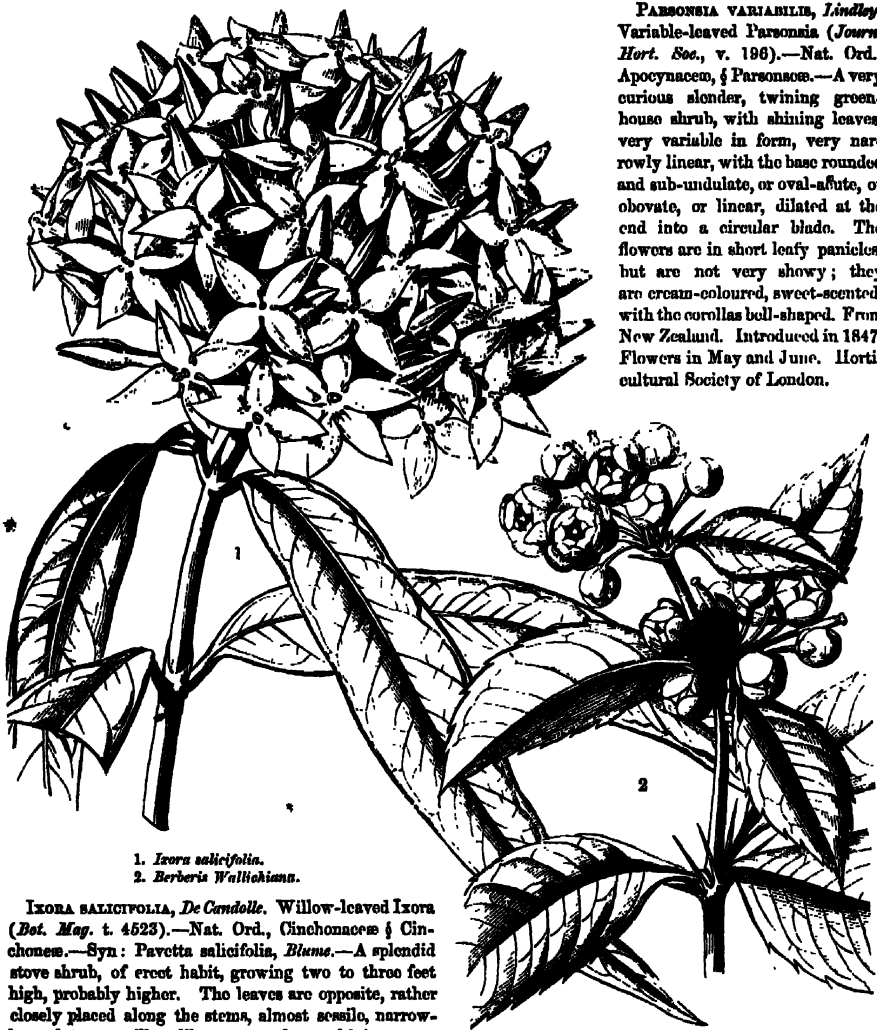 PARSONSIA VARIABILIS, Lindley
Variable-leaved Parsonsia (Journ
Hort. Soc., v. 196).—Nat. Ord.
Apocynaceæ, § Parsonseæ.—A very
curious slender, twining green-
house shrub, with shining leaves
very variable in form, very nar-
rowly linear, with the base rounded
and sub-undulate, or oval-acute, or
obovate, or linear, dilated at the
end into a circular blade. The
flowers are in short leafy panicles
but are not very showy; they
are cream-coloured, sweet-scented
with the corollas bell-shaped. From
New Zealand. Introduced in 1847
Flowers in May and June. Horti
cultural Society of London.
1
2
1. Ixora salicifolia.
2. Berberis Wallichiana.
IXORA SALICIFOLIA, De Candolle. Willow-leaved Ixora
(Bot. Mag. t. 4523).—Nat. Ord., Cinchonaceæ § Cin-
choneæ.—Syn: Pavetta salicifolia, Blume.—A splendid
stove shrub, of erect habit, growing two to three feet
high, probably higher. The leaves are opposite, rather
closely placed along the stems, almost sessile, narrow-